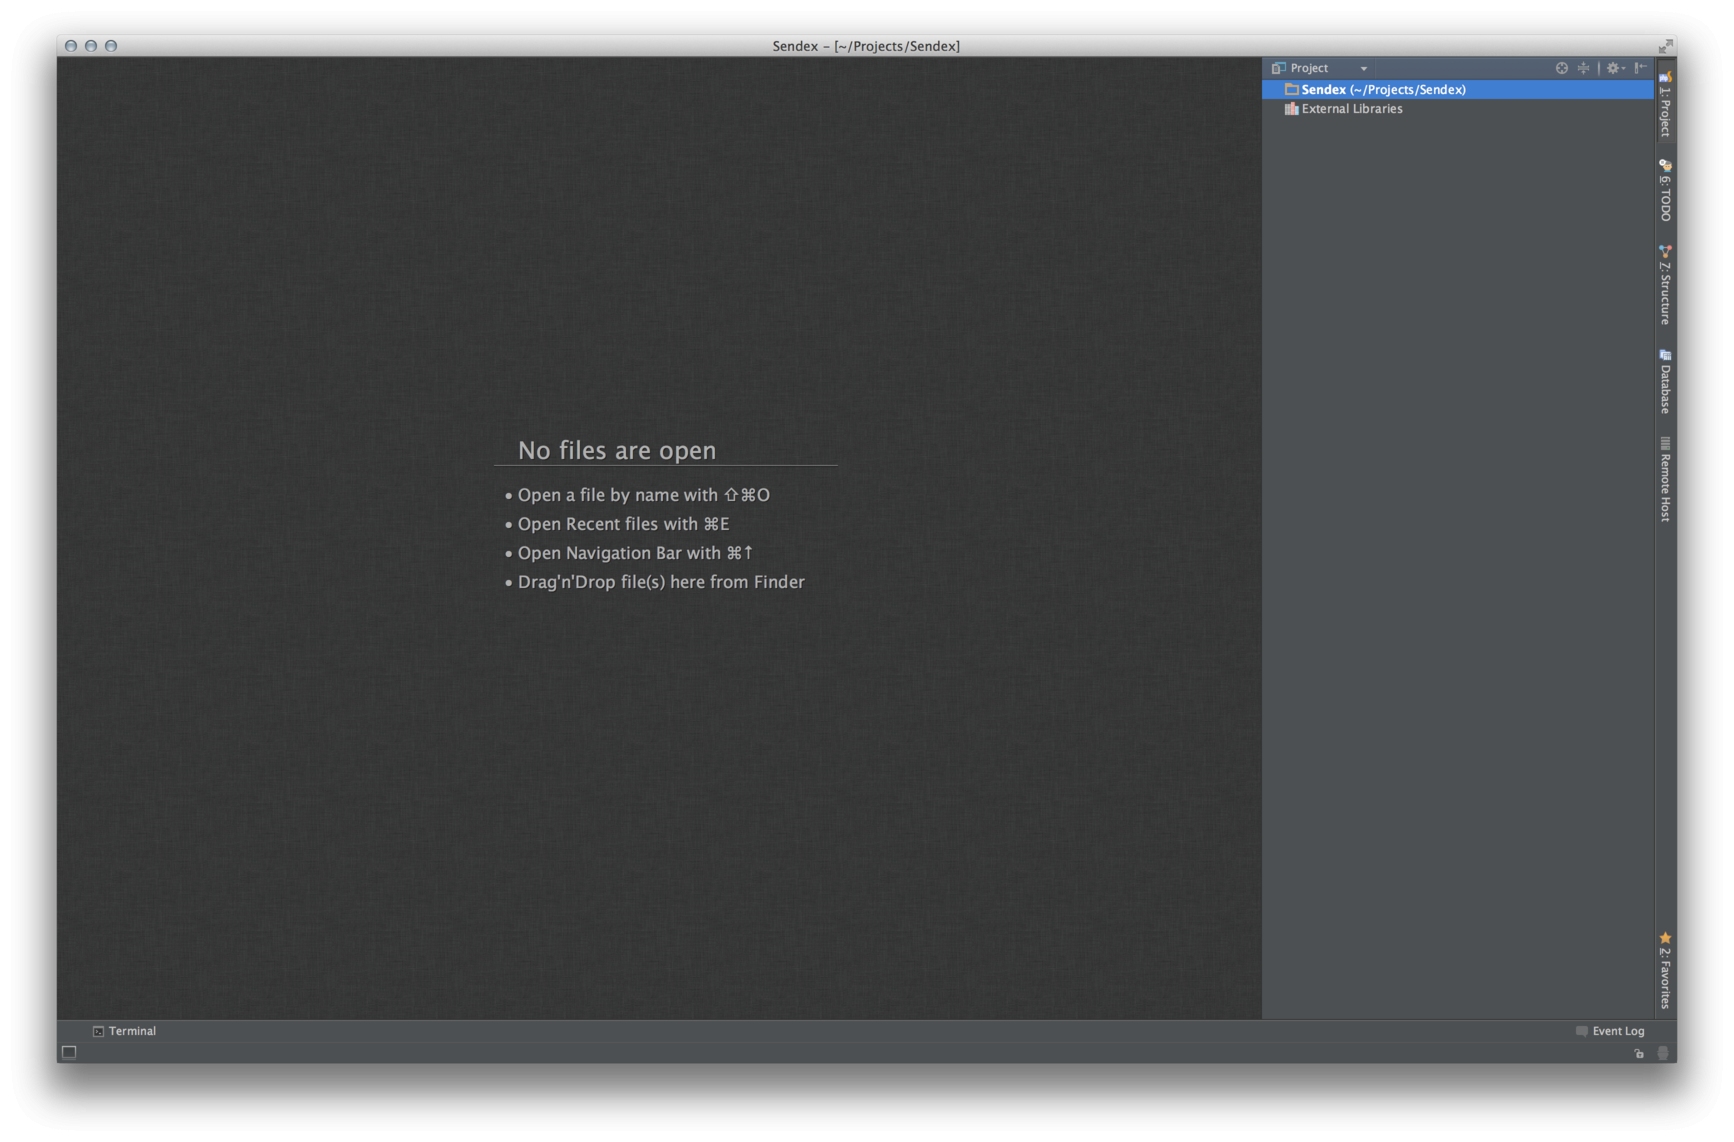 Sendex – [~/Projects/Sendex]
Project
Sendex (~/Projects/Sendex)
External Libraries
1: Project
6: TODO
7: Structure
Database
Remote Host
2: Favorites
No files are open
• Open a file by name with ⇧⌘O
• Open Recent files with ⌘E
• Open Navigation Bar with ⌘↑
• Drag'n'Drop file(s) here from Finder
Terminal
Event Log